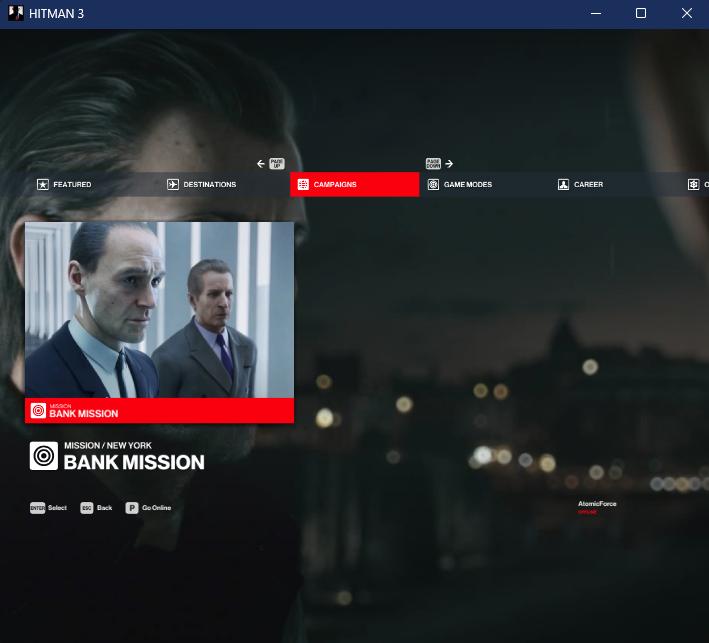 HITMAN 3
PAGE UP
PAGE DOWN
FEATURED
DESTINATIONS
CAMPAIGNS
GAME MODES
CAREER
O
MISSION
BANK MISSION
MISSION / NEW YORK
BANK MISSION
ENTER Select
ESC Back
P Go Online
AtomicForce
OFFLINE